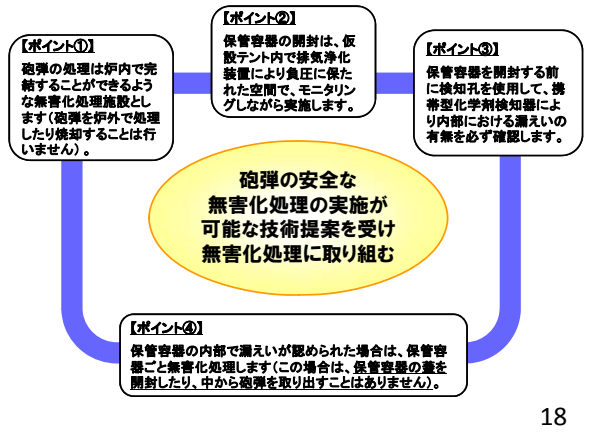 【ポイント①】
砲弾の処理は炉内で完
結することができるよう
な無害化処理施設とし
ます(砲弾を炉外で処理
したり焼却することは行
いません)。
【ポイント②】
保管容器の開封は、仮
設テント内で排気浄化
装置により負圧に保た
れた空間で、モニタリン
グしながら実施します。
【ポイント③】
保管容器を開封する前
に検知孔を使用して、携
帯型化学剤検知器によ
り内部における漏えいの
有無を必ず確認します。
砲弾の安全な
無害化処理の実施が
可能な技術提案を受け
無害化処理に取り組む
【ポイント④】
保管容器の内部で漏えいが認められた場合は、保管容
器ごと無害化処理します(この場合は、保管容器の蓋を
開封したり、中から砲弾を取り出すことはありません)。
18